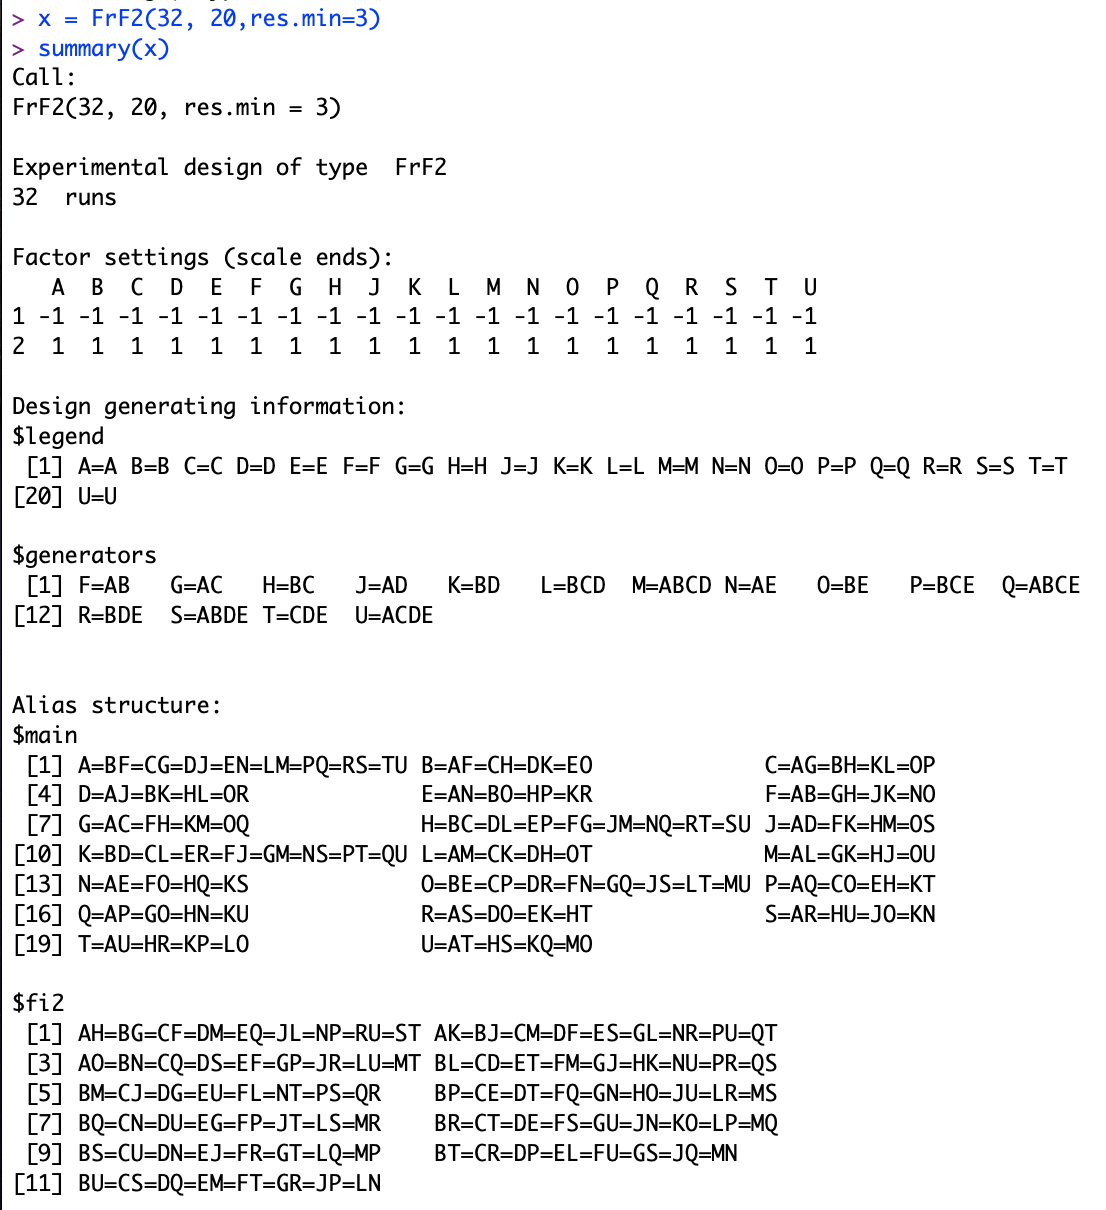 > x = FrF2(32, 20,res.min=3)
> summary(x)
Call:
FrF2(32, 20, res.min = 3)
Experimental design of type  FrF2
32  runs
Factor settings (scale ends):
   A  B  C  D  E  F  G  H  J  K  L  M  N  O  P  Q  R  S  T  U
1 -1 -1 -1 -1 -1 -1 -1 -1 -1 -1 -1 -1 -1 -1 -1 -1 -1 -1 -1 -1
2  1  1  1  1  1  1  1  1  1  1  1  1  1  1  1  1  1  1  1  1
Design generating information:
$legend
 [1] A=A B=B C=C D=D E=E F=F G=G H=H J=J K=K L=L M=M N=N O=O P=P Q=Q R=R S=S T=T
[20] U=U
$generators
 [1] F=AB   G=AC   H=BC   J=AD   K=BD   L=BCD  M=ABCD N=AE   O=BE   P=BCE  Q=ABCE
[12] R=BDE  S=ABDE T=CDE  U=ACDE
Alias structure:
$main
 [1] A=BF=CG=DJ=EN=LM=PQ=RS=TU B=AF=CH=DK=EO             C=AG=BH=KL=OP
 [4] D=AJ=BK=HL=OR             E=AN=BO=HP=KR             F=AB=GH=JK=NO
 [7] G=AC=FH=KM=OQ             H=BC=DL=EP=FG=JM=NQ=RT=SU J=AD=FK=HM=OS
[10] K=BD=CL=ER=FJ=GM=NS=PT=QU L=AM=CK=DH=OT             M=AL=GK=HJ=OU
[13] N=AE=FO=HQ=KS             O=BE=CP=DR=FN=GQ=JS=LT=MU P=AQ=CO=EH=KT
[16] Q=AP=GO=HN=KU             R=AS=DO=EK=HT             S=AR=HU=JO=KN
[19] T=AU=HR=KP=LO             U=AT=HS=KQ=MO
$fi2
 [1] AH=BG=CF=DM=EQ=JL=NP=RU=ST AK=BJ=CM=DF=ES=GL=NR=PU=QT
 [3] AO=BN=CQ=DS=EF=GP=JR=LU=MT BL=CD=ET=FM=GJ=HK=NU=PR=QS
 [5] BM=CJ=DG=EU=FL=NT=PS=QR    BP=CE=DT=FQ=GN=HO=JU=LR=MS
 [7] BQ=CN=DU=EG=FP=JT=LS=MR    BR=CT=DE=FS=GU=JN=KO=LP=MQ
 [9] BS=CU=DN=EJ=FR=GT=LQ=MP    BT=CR=DP=EL=FU=GS=JQ=MN
[11] BU=CS=DQ=EM=FT=GR=JP=LN